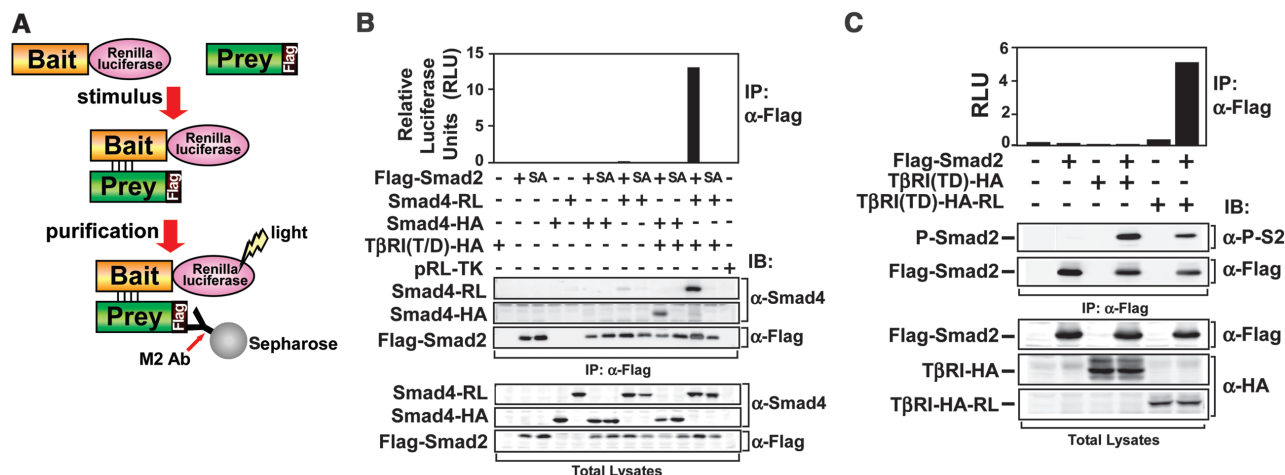 A
Bait Renilla luciferase Prey Flag
stimulus
Bait Renilla luciferase
Prey Flag
purification
light
Bait Renilla luciferase
Prey Flag
Sepharose
M2 Ab
B
Relative Luciferase Units (RLU)
15
10
5
0
IP:
α-Flag
Flag-Smad2 - + SA - - + SA + SA + SA + SA -
Smad4-RL - - - - + - - + + - - + + -
Smad4-HA - - - + - + + - - + + - - -
TβRI(T/D)-HA + - - - - - - - - + + + + -
pRL-TK - - - - - - - - - - - - - +
IB:
Smad4-RL
Smad4-HA
α-Smad4
Flag-Smad2
α-Flag
IP: α-Flag
Smad4-RL
Smad4-HA
α-Smad4
Flag-Smad2
α-Flag
Total Lysates
C
RLU
6
4
2
0
IP:
α-Flag
Flag-Smad2 - + - + - +
TβRI(TD)-HA - - + + - -
TβRI(TD)-HA-RL - - - - + +
IB:
P-Smad2
α-P-S2
Flag-Smad2
α-Flag
IP: α-Flag
Flag-Smad2
α-Flag
TβRI-HA
TβRI-HA-RL
α-HA
Total Lysates